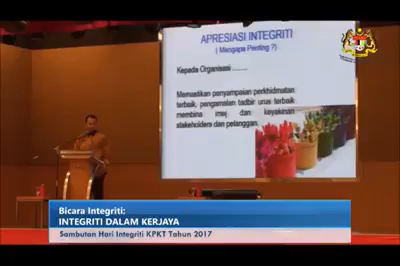 APRESIASI INTEGRITI
( Mengapa Penting ?)
Kepada Organisasi ........
Memastikan penyampaian perkhidmatan
terbaik, pengamalan tadbir urus terbaik
membina imej dan keyakinan
stakeholders dan pelanggan.
Bicara Integriti:
INTEGRITI DALAM KERJAYA
Sambutan Hari Integriti KPKT Tahun 2017